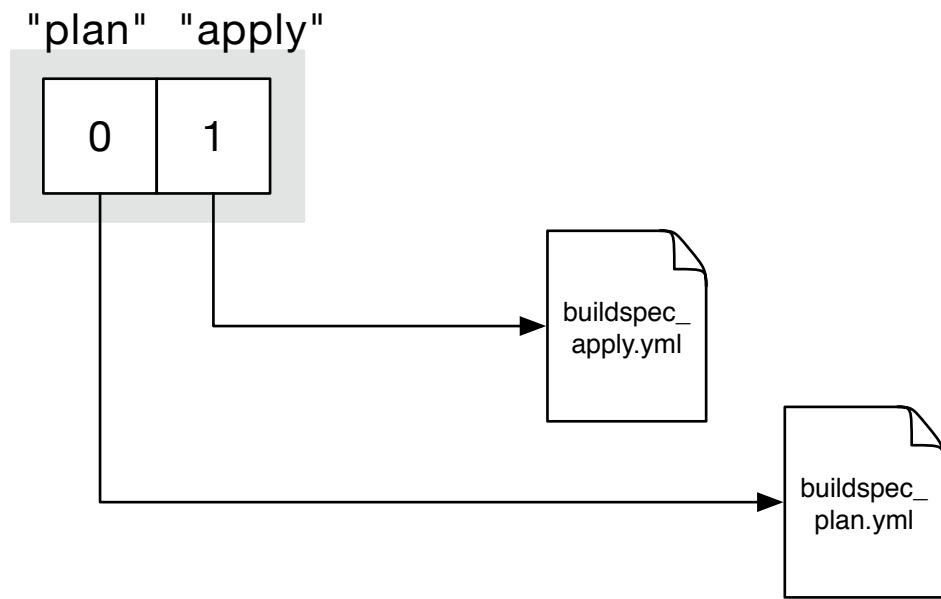 "plan" "apply"
0 1
buildspec_
apply.yml
buildspec_
plan.yml